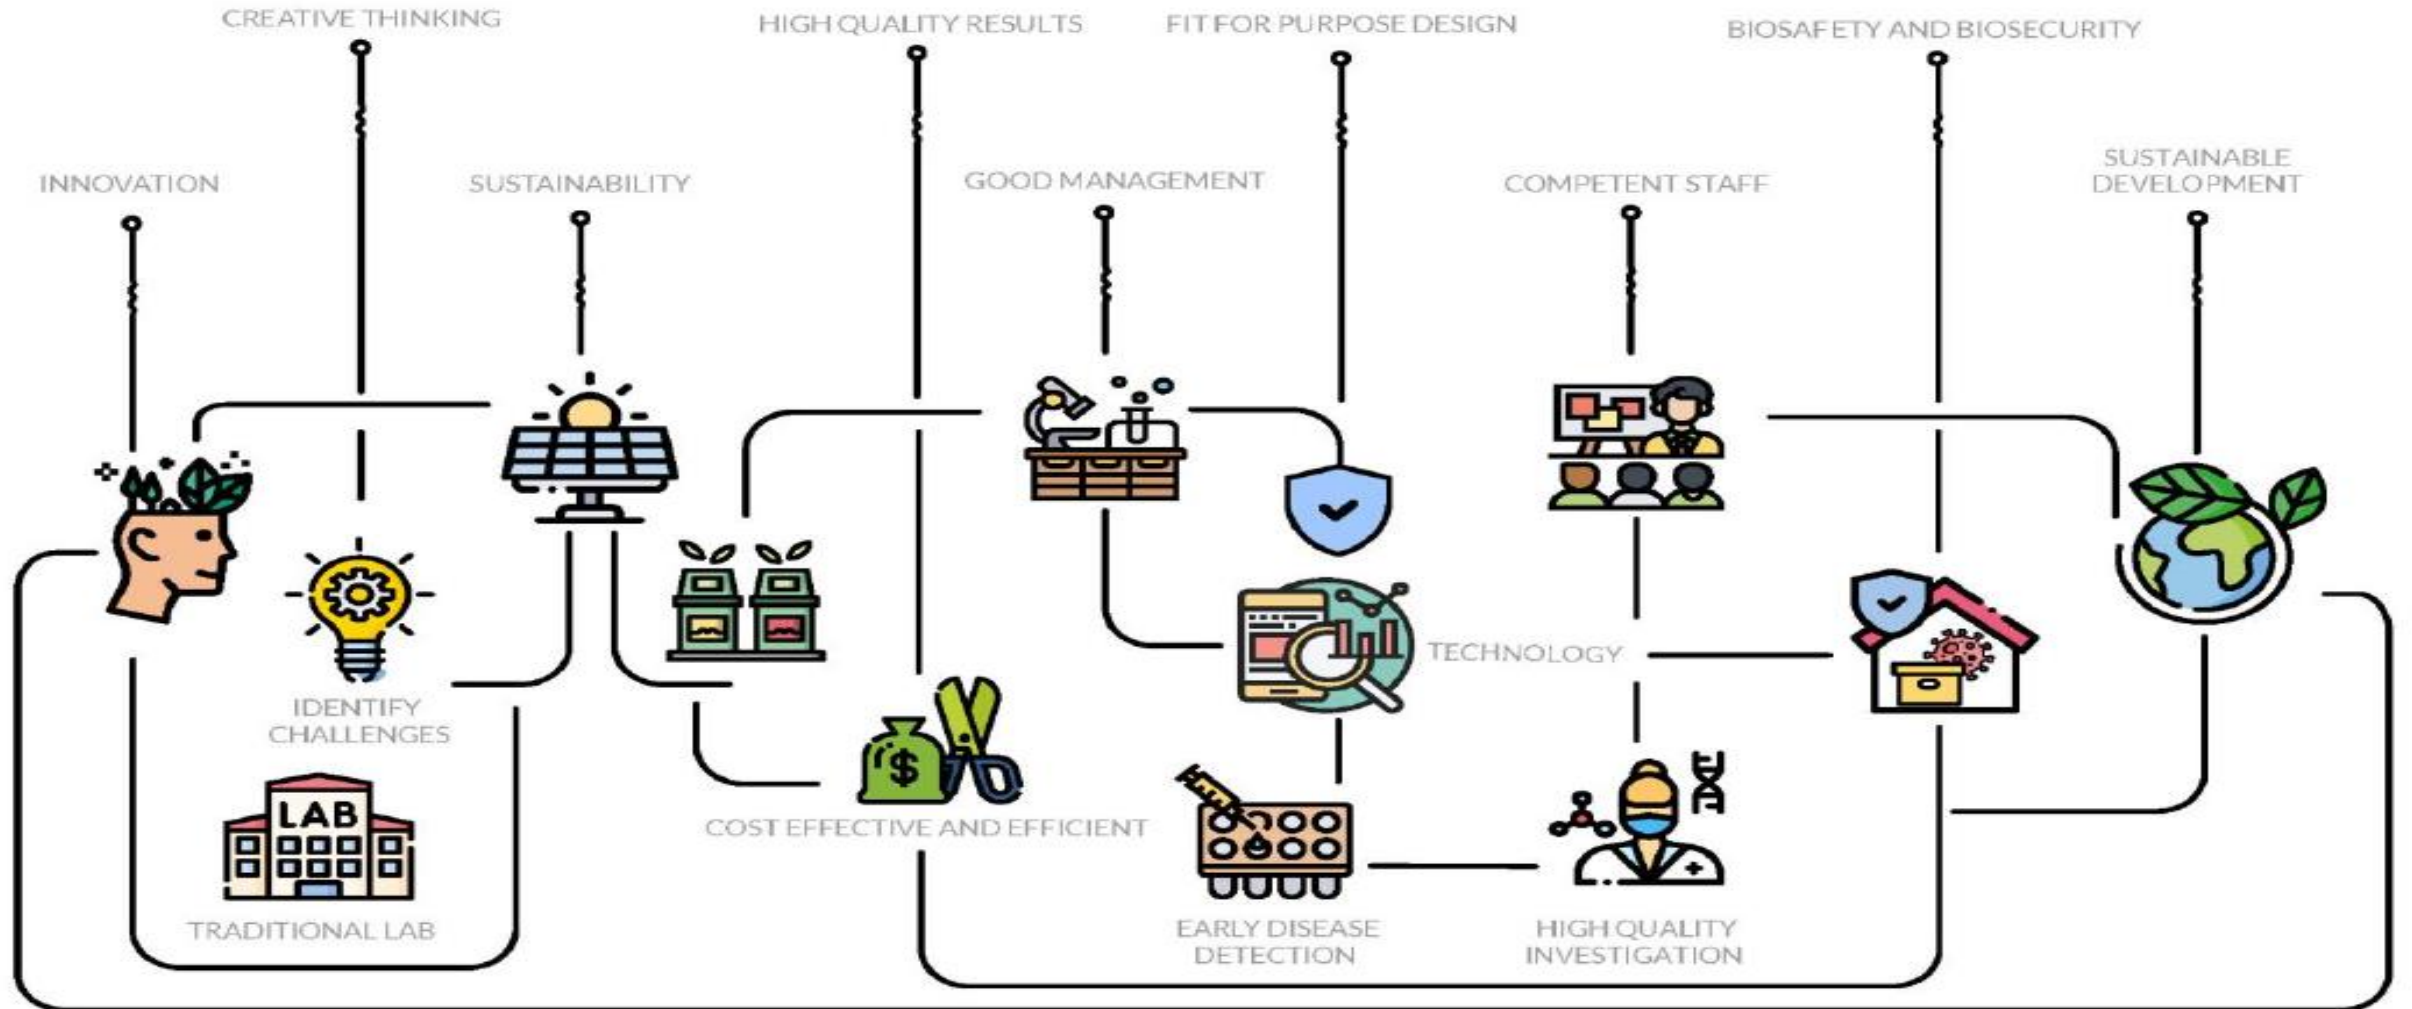 CREATIVE THINKING
HIGH QUALITY RESULTS
FIT FOR PURPOSE DESIGN
BIOSAFETY AND BIOSECURITY
INNOVATION
SUSTAINABILITY
GOOD MANAGEMENT
COMPETENT STAFF
SUSTAINABLE
DEVELOPMENT
TECHNOLOGY
IDENTIFY
CHALLENGES
$
LAB
COST EFFECTIVE AND EFFICIENT
TRADITIONAL LAB
EARLY DISEASE
DETECTION
HIGH QUALITY
INVESTIGATION